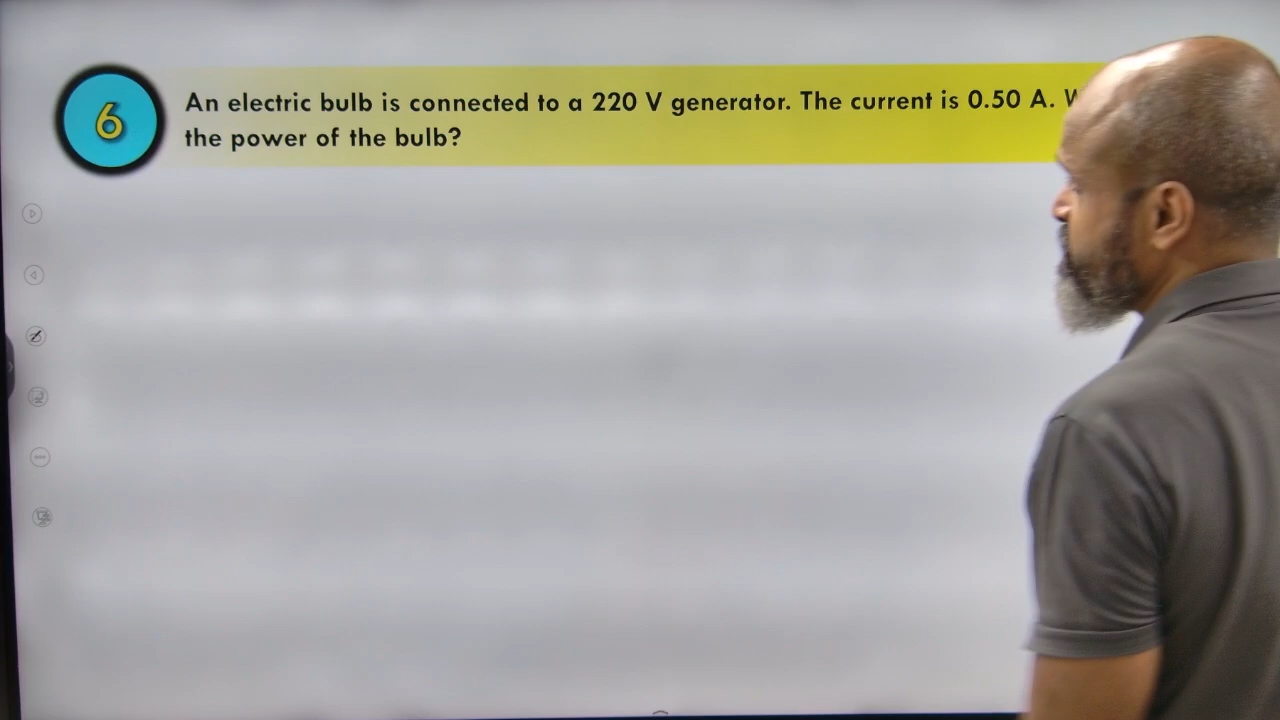 6
An electric bulb is connected to a 220 V generator. The current is 0.50 A.
the power of the bulb?